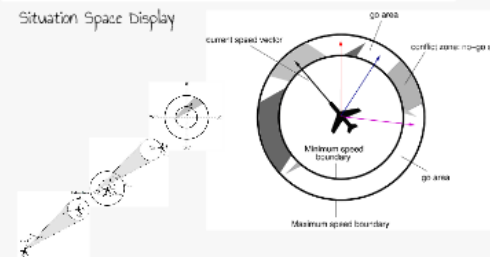 Situation Space Display
go area
current speed vector
conflict zone: no-go
Minimum speed
boundary
go area
Maximum speed boundary